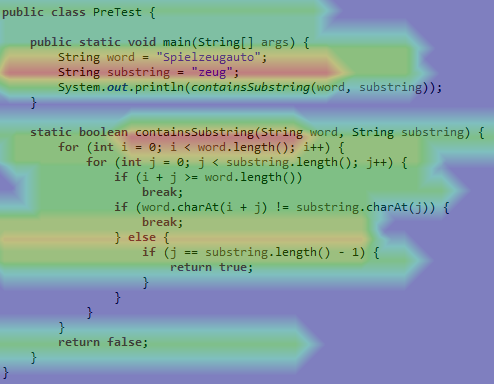 public class PreTest {
public static void main(String[] args) {
String word = "Spielzeugauto";
String substring = "zeug";
System.out.println(containsSubstring(word, substring));
}
static boolean containsSubstring(String word, String substring) {
for (int i = 0; i < word.length(); i++) {
for (int j = 0; j < substring.length(); j++) {
if (i + j >= word.length())
break;
if (word.charAt(i + j) != substring.charAt(j)) {
break;
} else {
if (j == substring.length() - 1) {
return true;
}
}
}
}
return false;
}
}